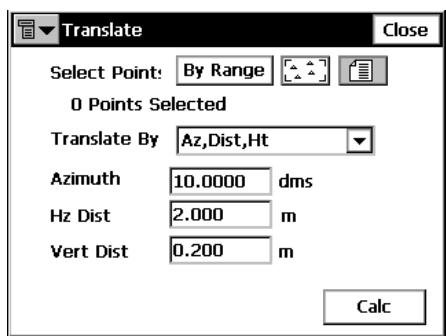 Translate Close
Select Point: By Range
0 Points Selected
Translate By Az,Dist,Ht
Azimuth 10.0000 dms
Hz Dist 2.000 m
Vert Dist 0.200 m
Calc